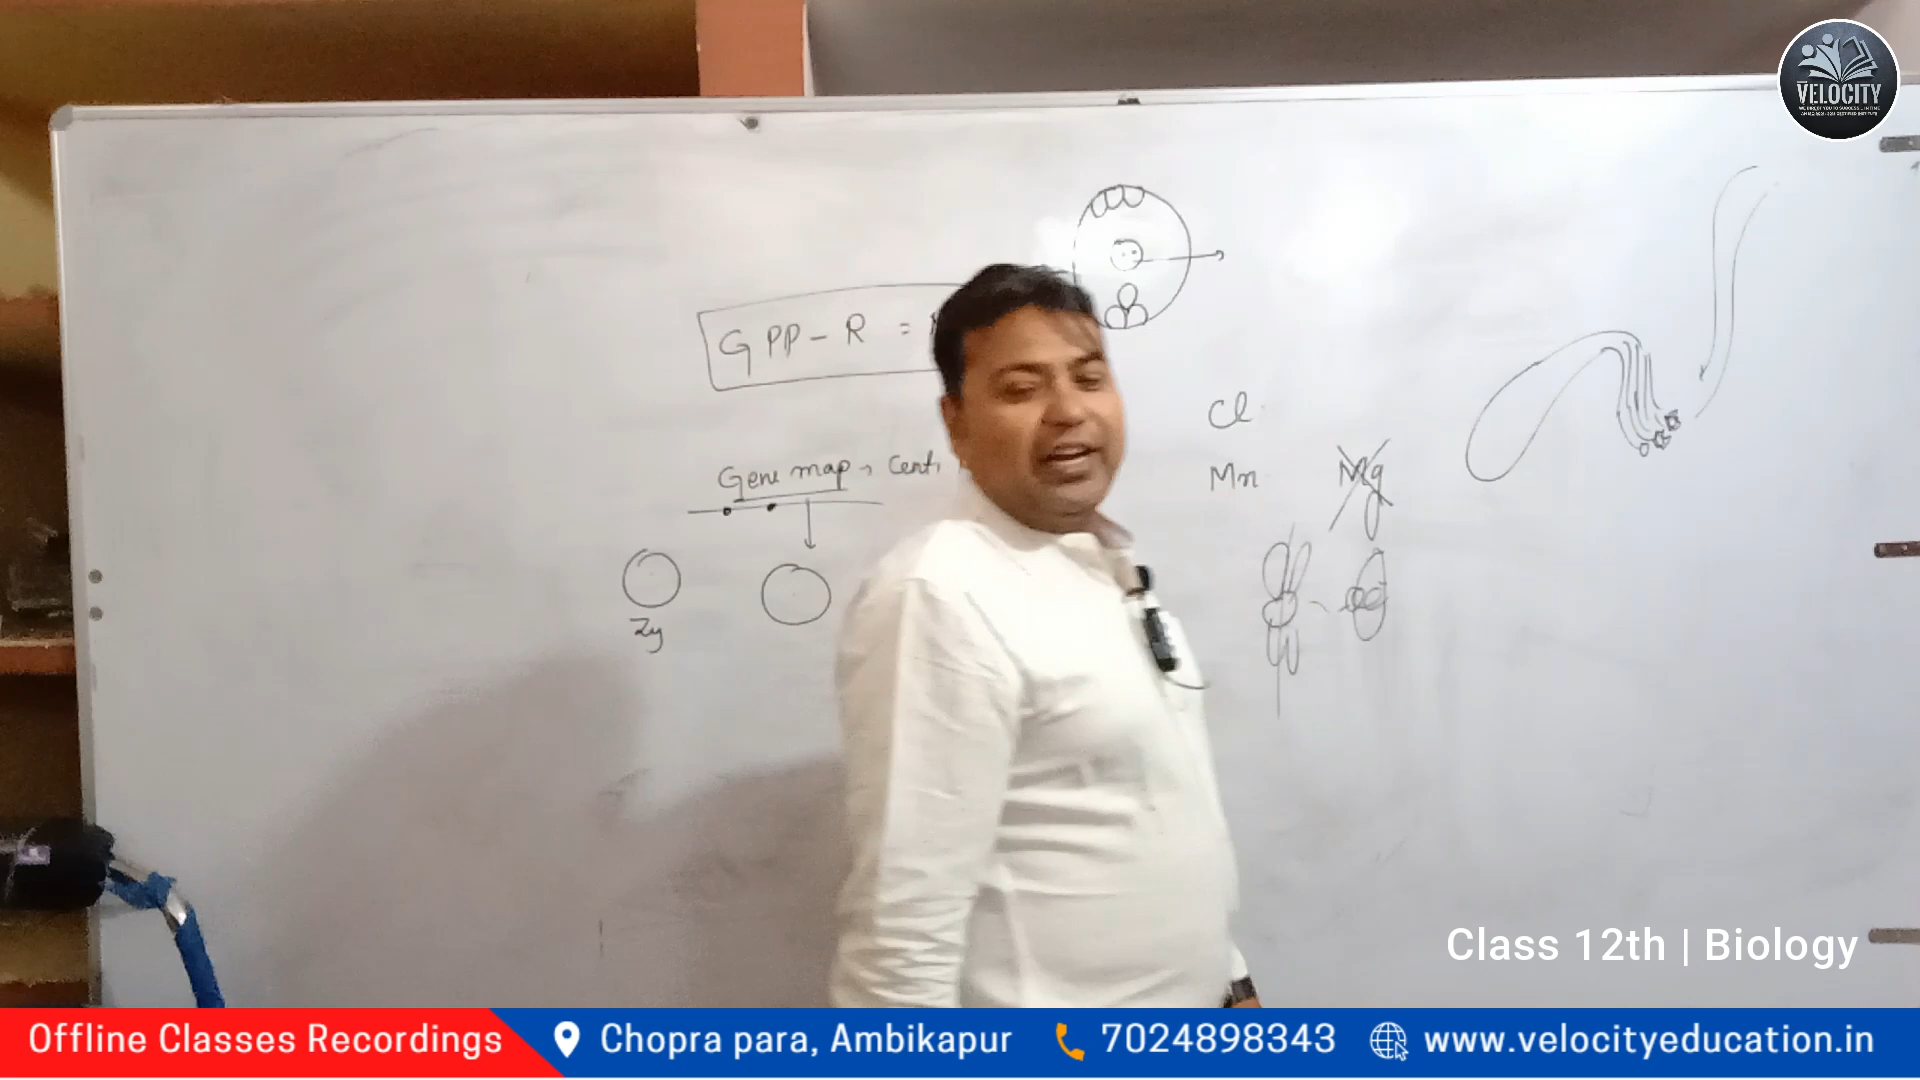 VELOCITY
GPP - R =
Cl
Gene map → Centi
Mn
Mg
Zy
Class 12th | Biology
Offline Classes Recordings
Chopra para, Ambikapur
7024898343
www.velocityeducation.in